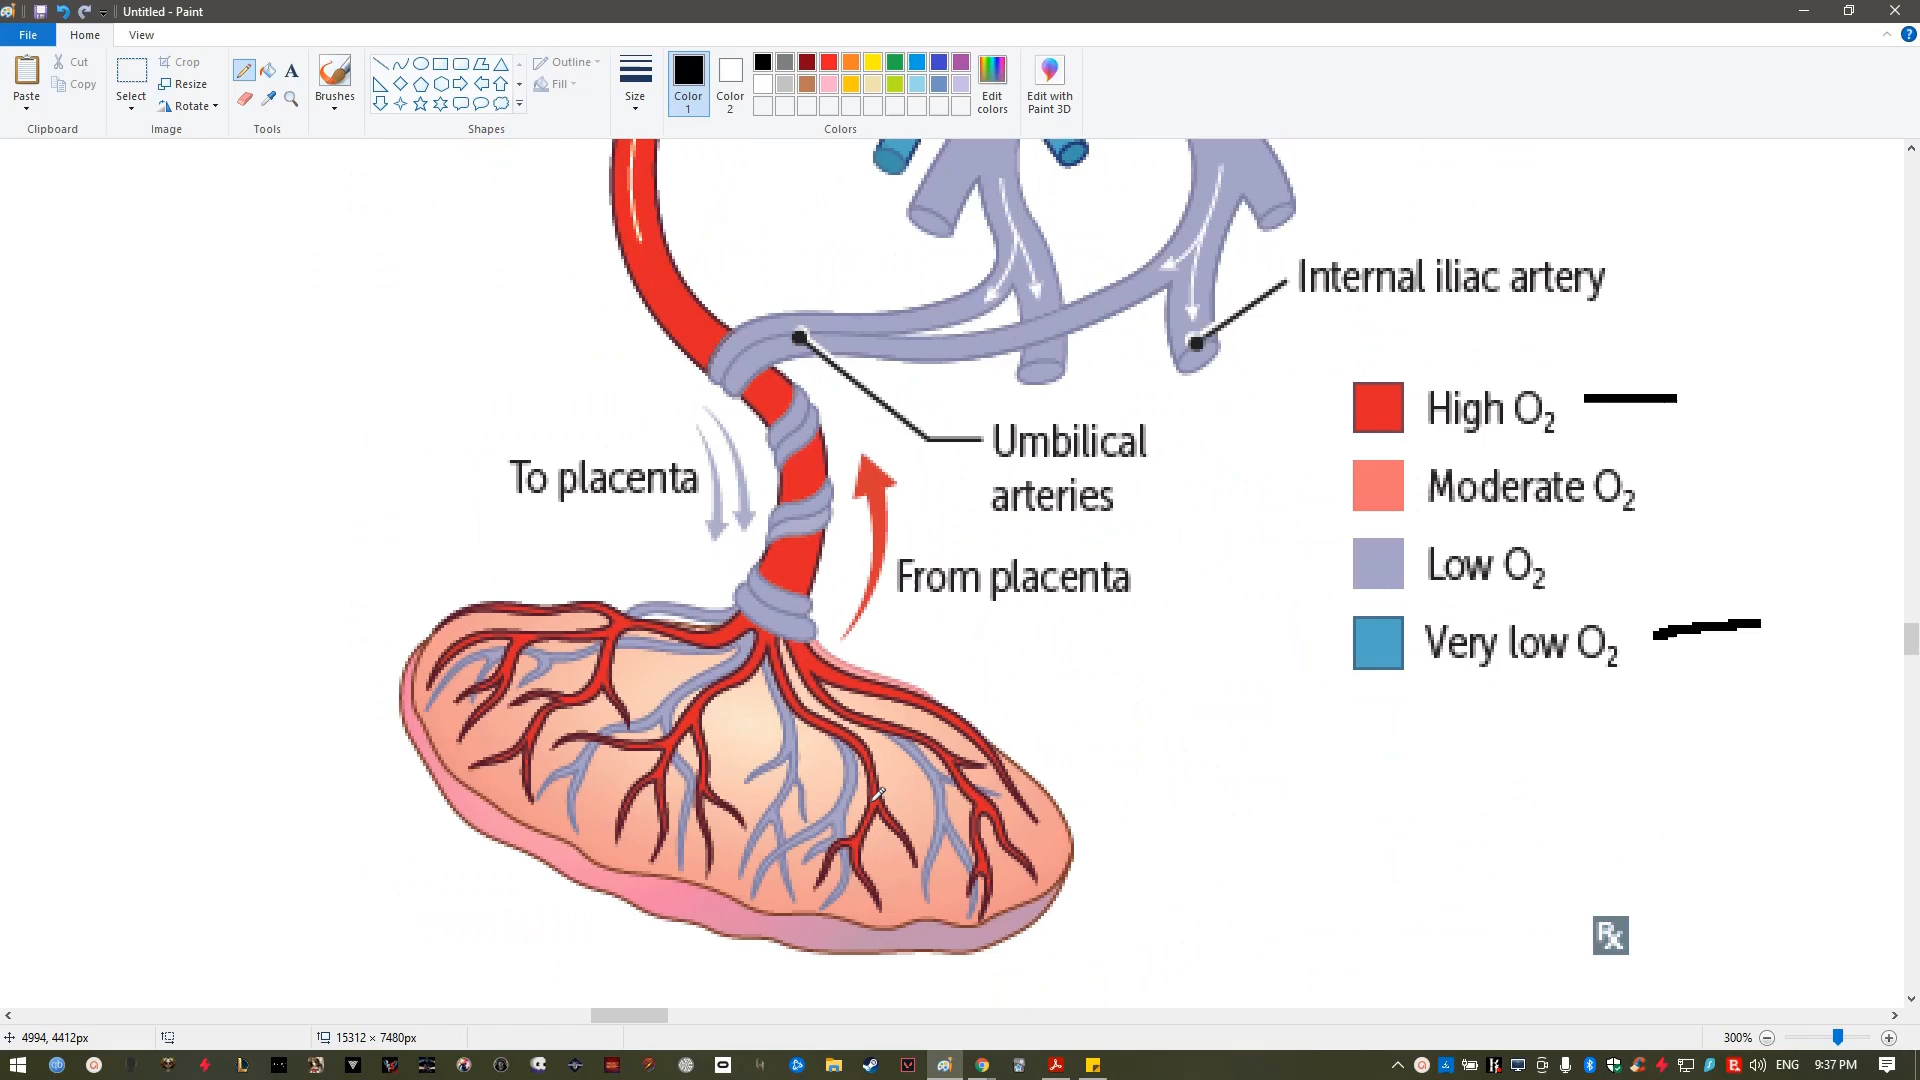 Untitled - Paint
File
Home
View
Paste
Cut
Copy
Clipboard
Select
Crop
Resize
Rotate
Image
Tools
Brushes
Outline
Fill
Shapes
Size
Color 1
Color 2
Edit colors
Colors
Edit with Paint 3D
Internal iliac artery
Umbilical
arteries
To placenta
From placenta
High O₂
Moderate O₂
Low O₂
Very low O₂
Rx
4994, 4412px
15312 × 7480px
300%
ENG
9:37 PM